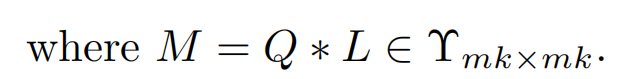 where M = Q ∗ L ∈ ϒ_{mk×mk}.